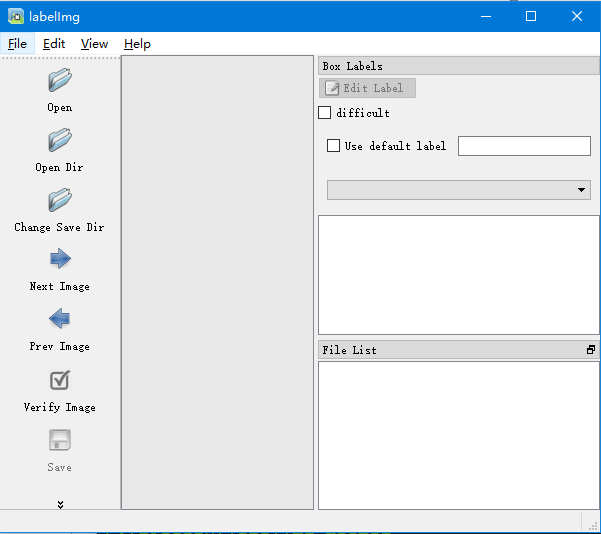 labelImg
File Edit View Help
Open
Open Dir
Change Save Dir
Next Image
Prev Image
Verify Image
Save
Box Labels
Edit Label
difficult
Use default label
File List